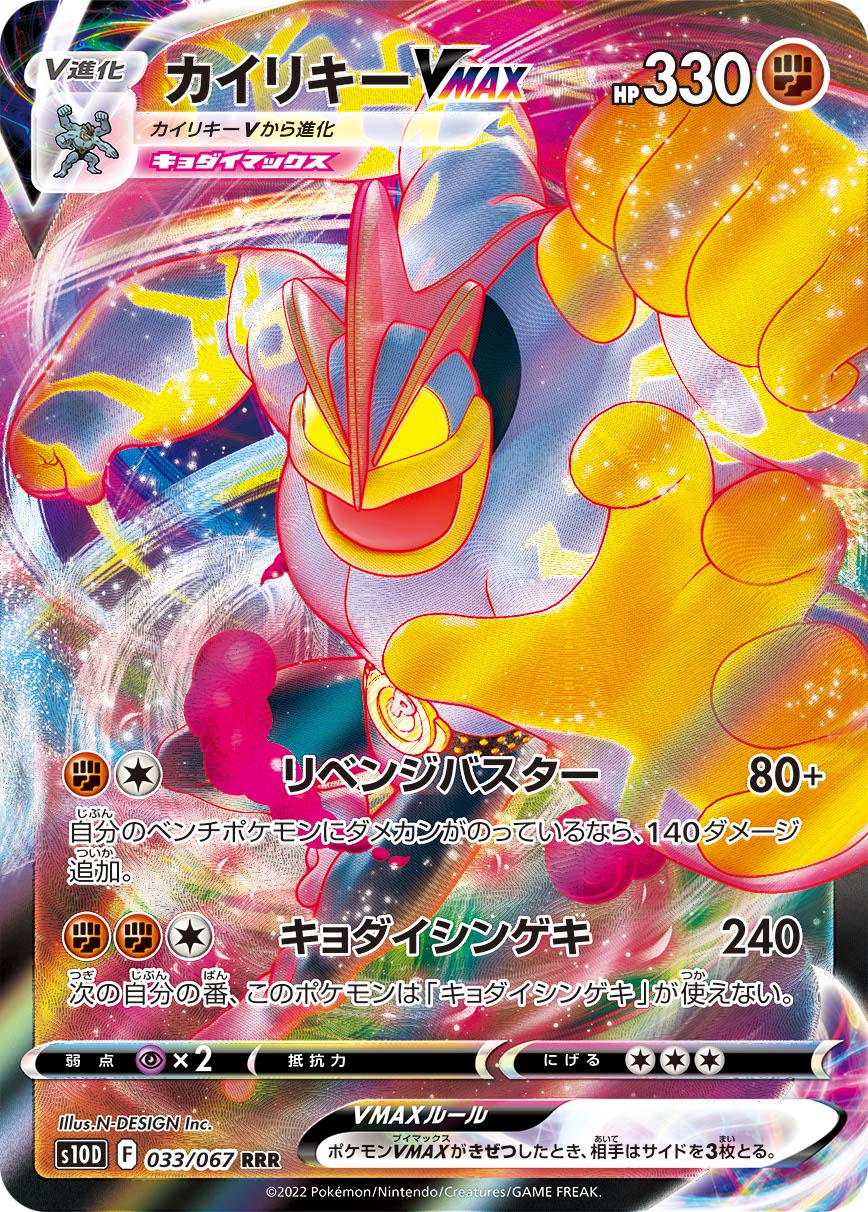 V進化
カイリキーVMAX
HP330
カイリキーVから進化
キョダイマックス
リベンジバスター 80+
自分のベンチポケモンにダメカンがのっているなら、140ダメージ
追加。
キョダイシンゲキ 240
次の自分の番、このポケモンは「キョダイシンゲキ」が使えない。
弱点 ×2 抵抗力 にげる
Illus.N-DESIGN Inc.
VMAXルール
ポケモンVMAXがきぜつしたとき、相手はサイドを3枚とる。
s10D F 033/067 RRR
©2022 Pokémon/Nintendo/Creatures/GAME FREAK.